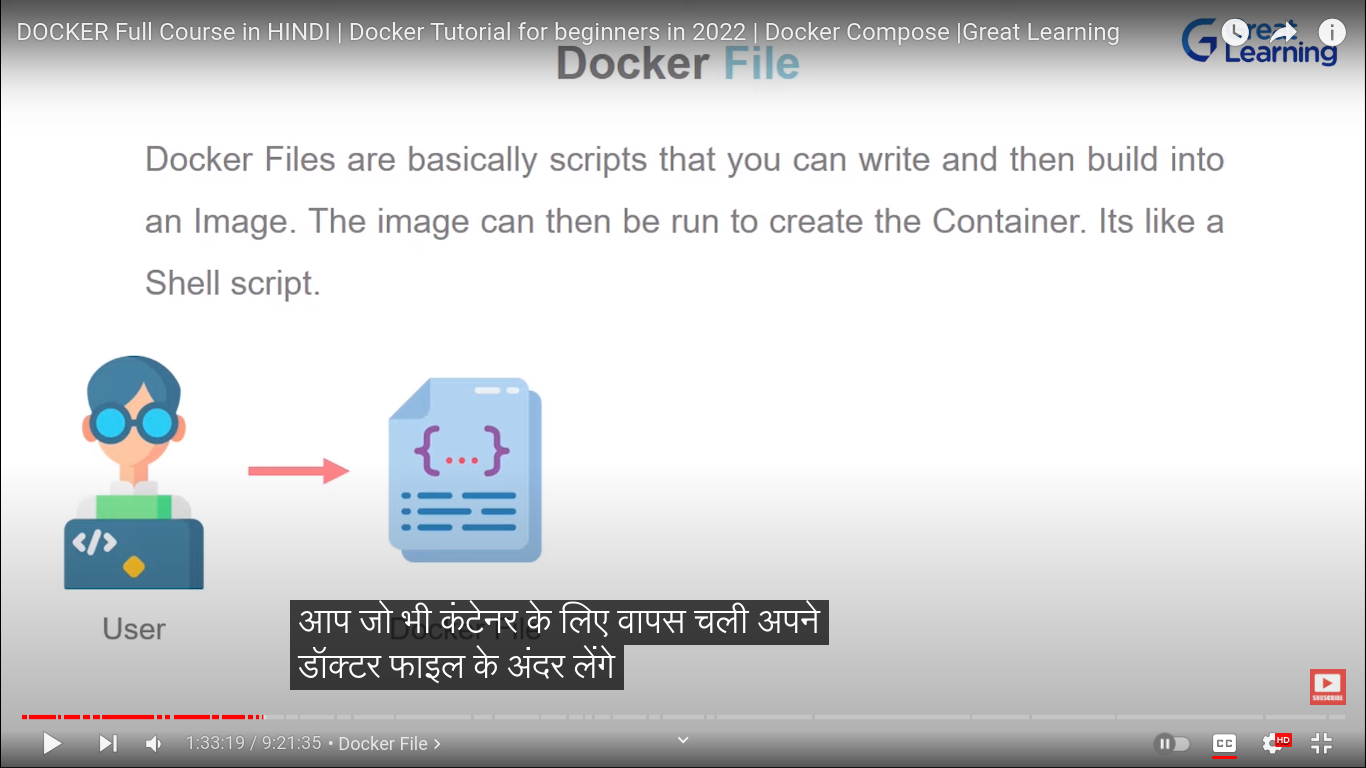 DOCKER Full Course in HINDI | Docker Tutorial for beginners in 2022 | Docker Compose |Great Learning
Great
Learning
Docker File
Docker Files are basically scripts that you can write and then build into
an Image. The image can then be run to create the Container. Its like a
Shell script.
{...}
</>
User
Docker File
आप जो भी कंटेनर के लिए वापस चली अपने
डॉक्टर फाइल के अंदर लेंगे
SUBSCRIBE
1:33:19 / 9:21:35 • Docker File >
CC
HD